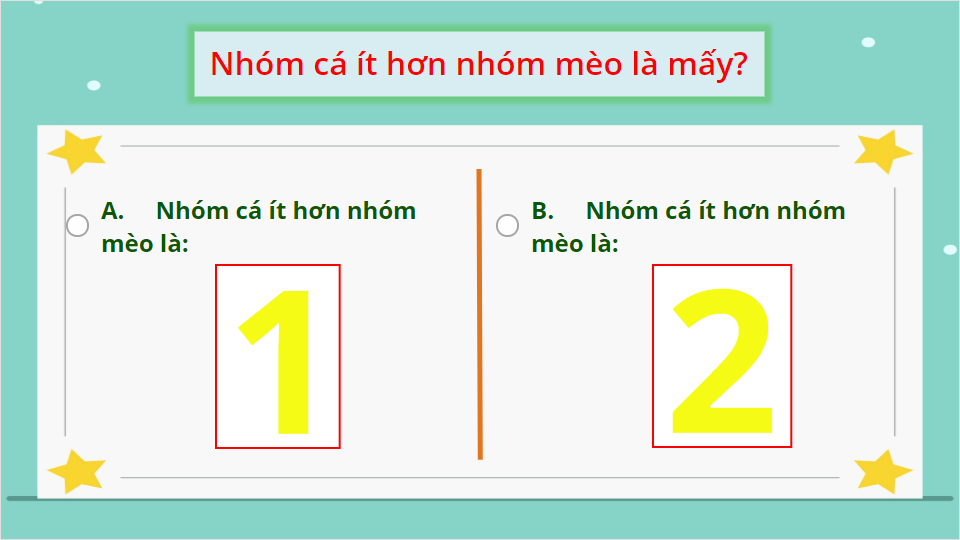 Nhóm cá ít hơn nhóm mèo là mấy?
A. Nhóm cá ít hơn nhóm
mèo là:
1
B. Nhóm cá ít hơn nhóm
mèo là:
2